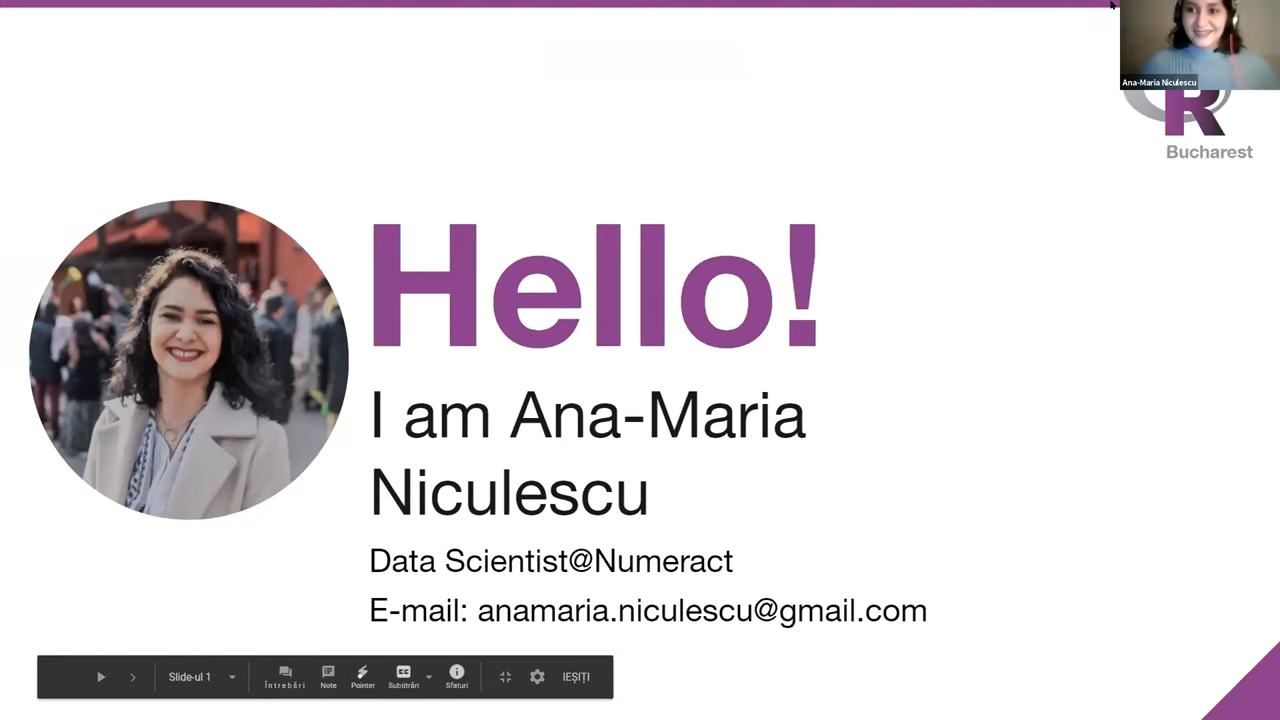 Ana-Maria Niculescu
R
Bucharest
Hello!
I am Ana-Maria
Niculescu
Data Scientist@Numeract
E-mail: anamaria.niculescu@gmail.com
Slide-ul 1
Întrebări
Note
Pointer
Subtitrări
Sfaturi
IEȘIȚI